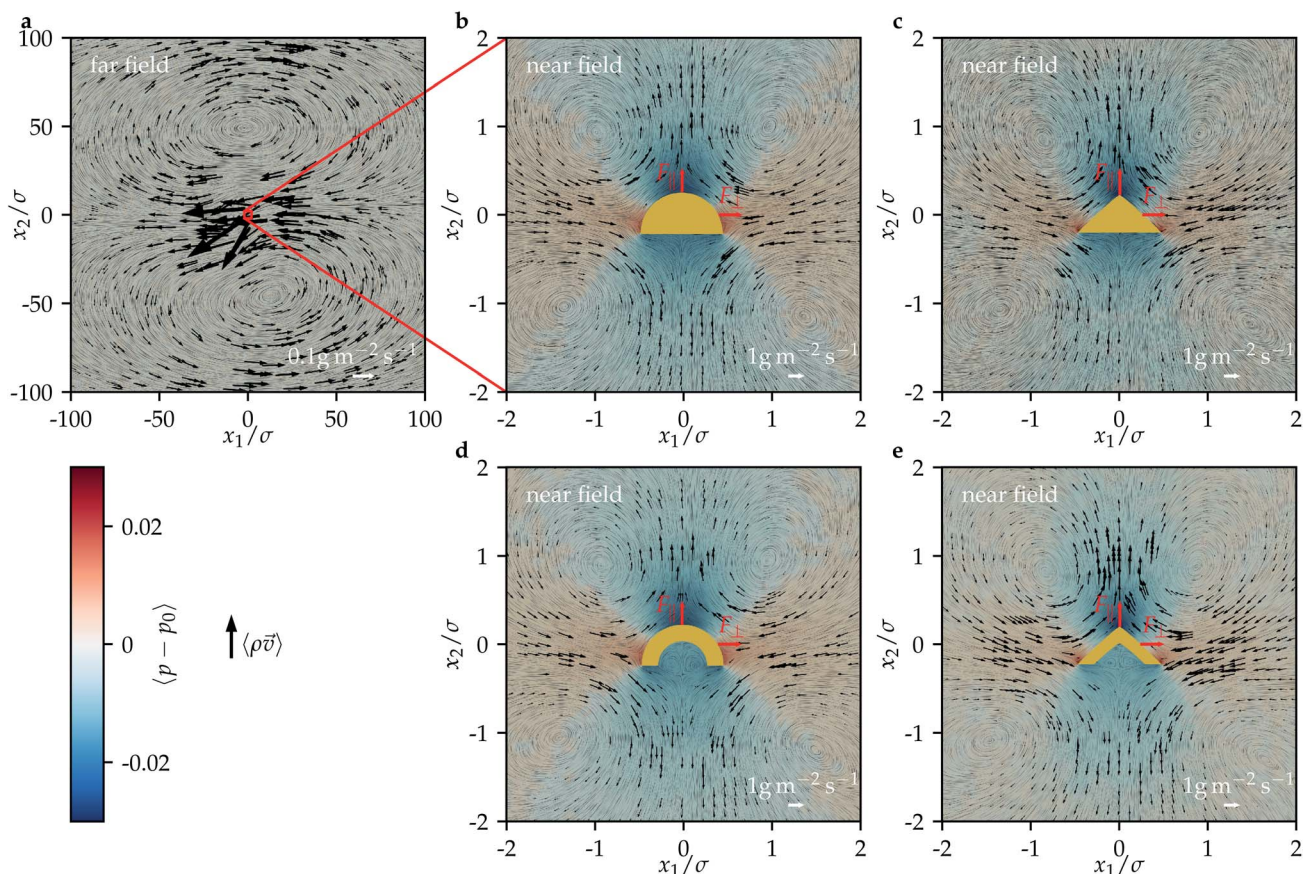 a
far field
100
50
0
-50
-100
x₂/σ
-100 -50 0 50 100
x₁/σ
0.1g m⁻² s⁻¹
b
near field
2
1
0
-1
-2
x₂/σ
-2 -1 0 1 2
x₁/σ
F∥
F⊥
1g m⁻² s⁻¹
c
near field
2
1
0
-1
-2
x₂/σ
-2 -1 0 1 2
x₁/σ
F∥
F⊥
1g m⁻² s⁻¹
0.02
0
-0.02
⟨p − p₀⟩
⟨ρv⃗⟩
d
near field
2
1
0
-1
-2
x₂/σ
-2 -1 0 1 2
x₁/σ
F∥
F⊥
1g m⁻² s⁻¹
e
near field
2
1
0
-1
-2
x₂/σ
-2 -1 0 1 2
x₁/σ
F∥
F⊥
1g m⁻² s⁻¹